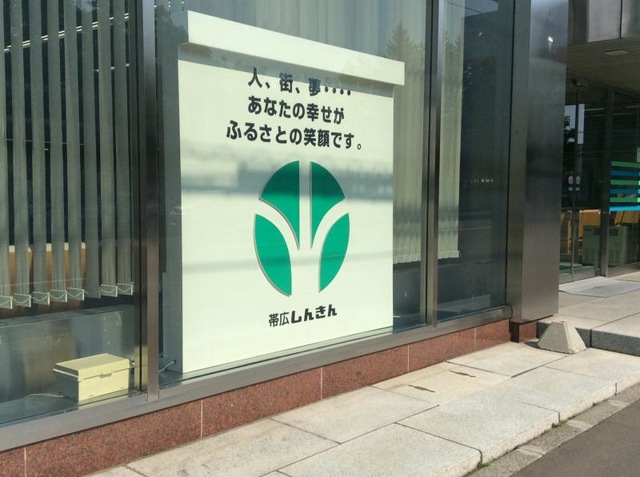 人、街、夢････
あなたの幸せが
ふるさとの笑顔です。
帯広しんきん